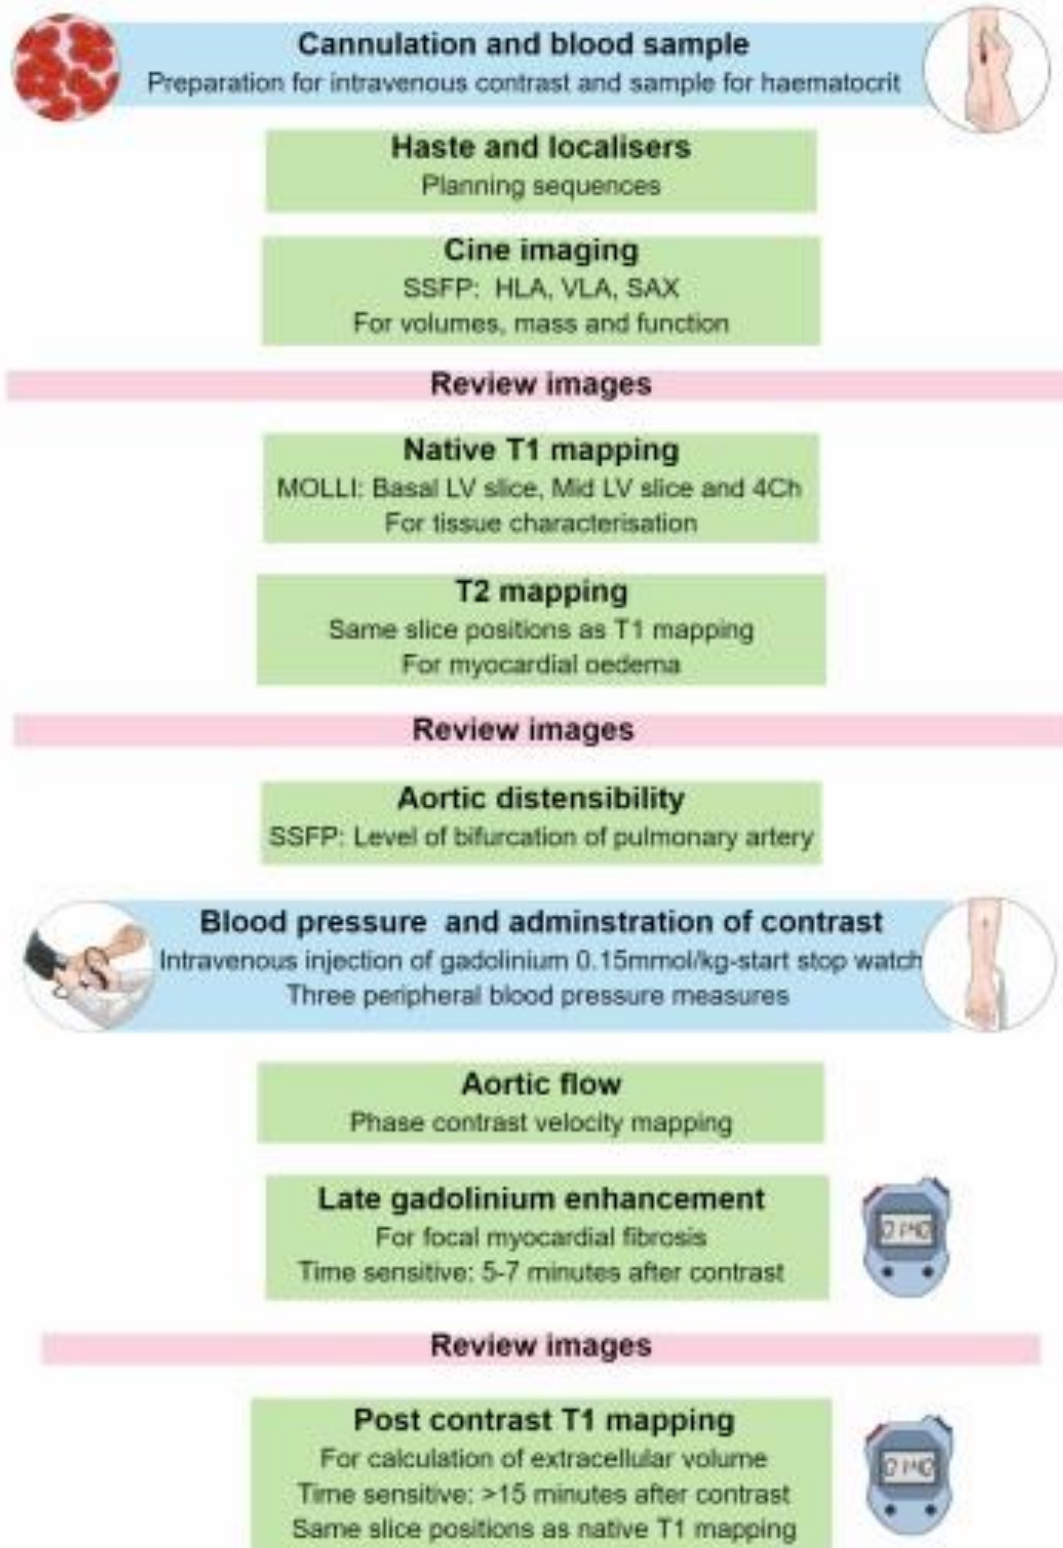 Cannulation and blood sample
Preparation for intravenous contrast and sample for haematocrit
Haste and localisers
Planning sequences
Cine imaging
SSFP: HLA, VLA, SAX
For volumes, mass and function
Review images
Native T1 mapping
MOLLI: Basal LV slice, Mid LV slice and 4Ch
For tissue characterisation
T2 mapping
Same slice positions as T1 mapping
For myocardial oedema
Review images
Aortic distensibility
SSFP: Level of bifurcation of pulmonary artery
Blood pressure and adminstration of contrast
Intravenous injection of gadolinium 0.15mmol/kg-start stop watch
Three peripheral blood pressure measures
Aortic flow
Phase contrast velocity mapping
Late gadolinium enhancement
For focal myocardial fibrosis
Time sensitive: 5-7 minutes after contrast
0140
Review images
Post contrast T1 mapping
For calculation of extracellular volume
Time sensitive: >15 minutes after contrast
0140
Same slice positions as native T1 mapping